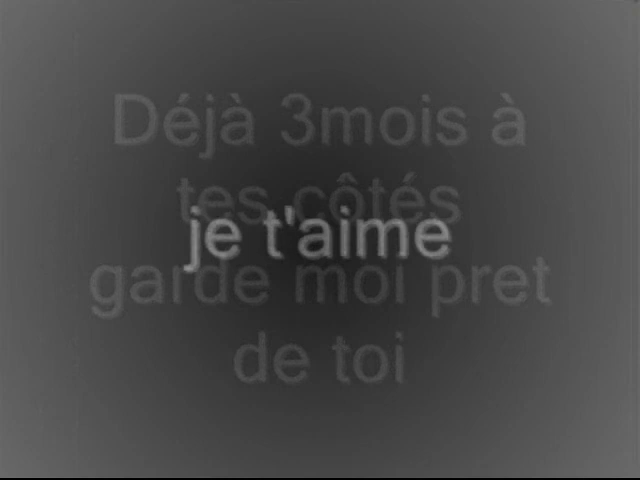 Déjà 3mois à
tes côtés
je t'aime
garde moi pret
de toi